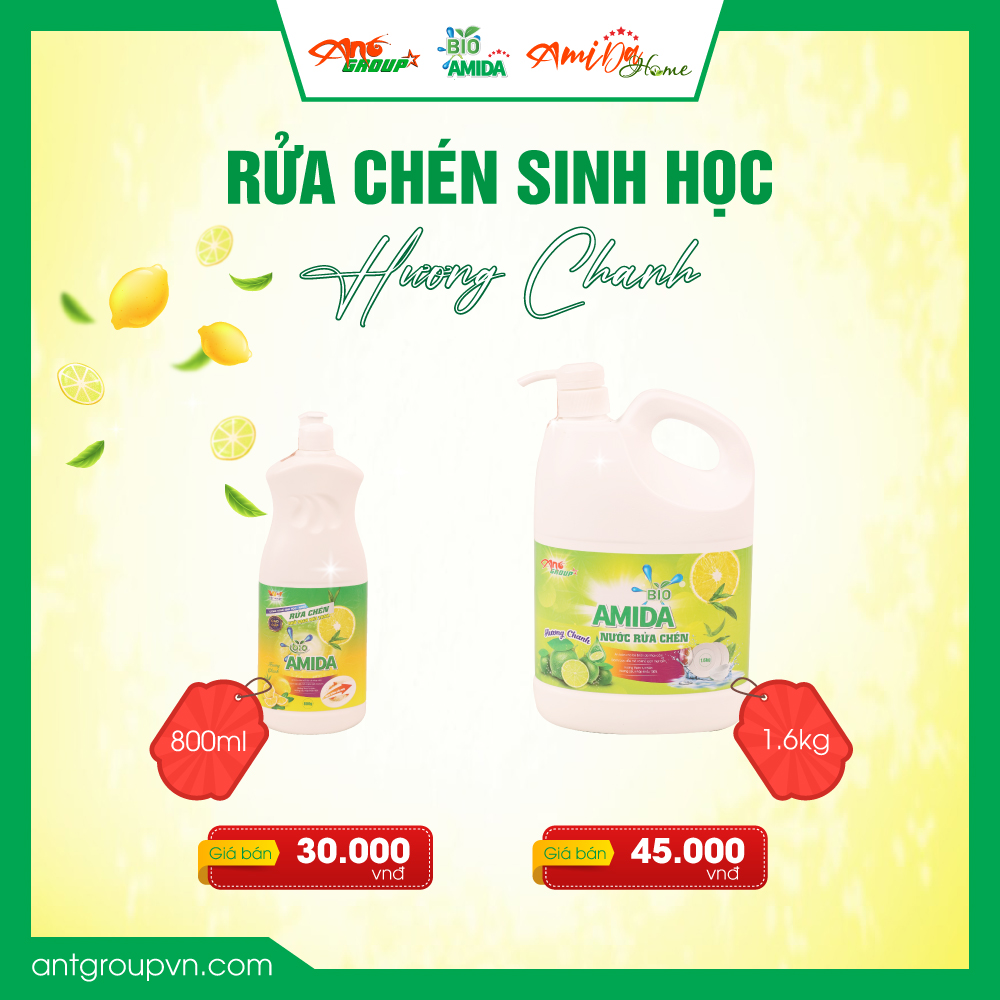 Ant
GROUP
BIO
AMIDA
AmiDa
Home
RỬA CHÉN SINH HỌC
Hương Chanh
RỬA CHÉN
BIO
AMIDA
Ant
GROUP
BIO
AMIDA
NƯỚC RỬA CHÉN
Hương Chanh
800ml
1.6kg
Giá bán 30.000
vnđ
Giá bán 45.000
vnđ
antgroupvn.com